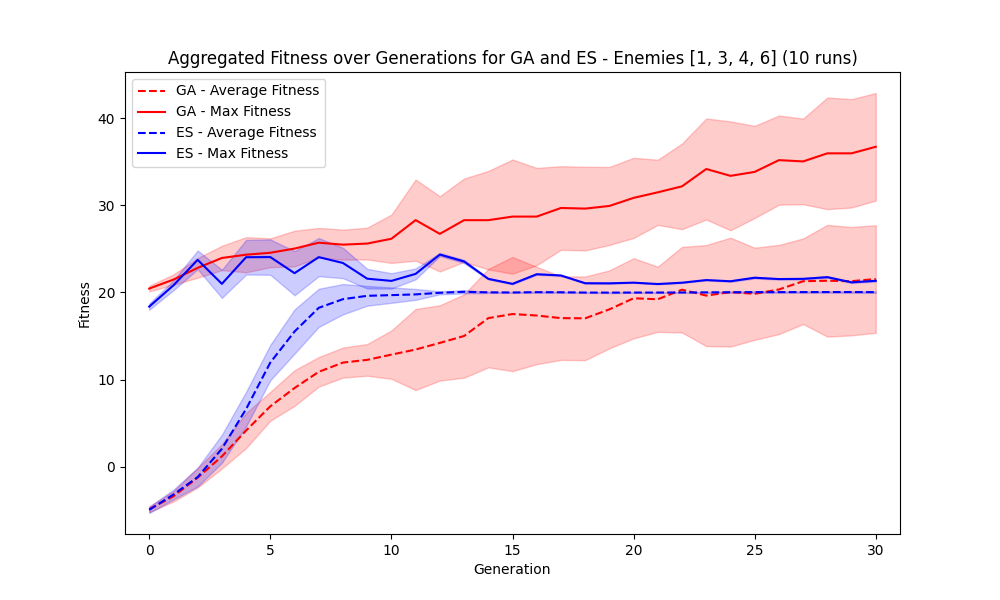 Aggregated Fitness over Generations for GA and ES - Enemies [1, 3, 4, 6] (10 runs)
GA - Average Fitness
GA - Max Fitness
ES - Average Fitness
ES - Max Fitness
40
30
20
10
0
Fitness
0 5 10 15 20 25 30
Generation